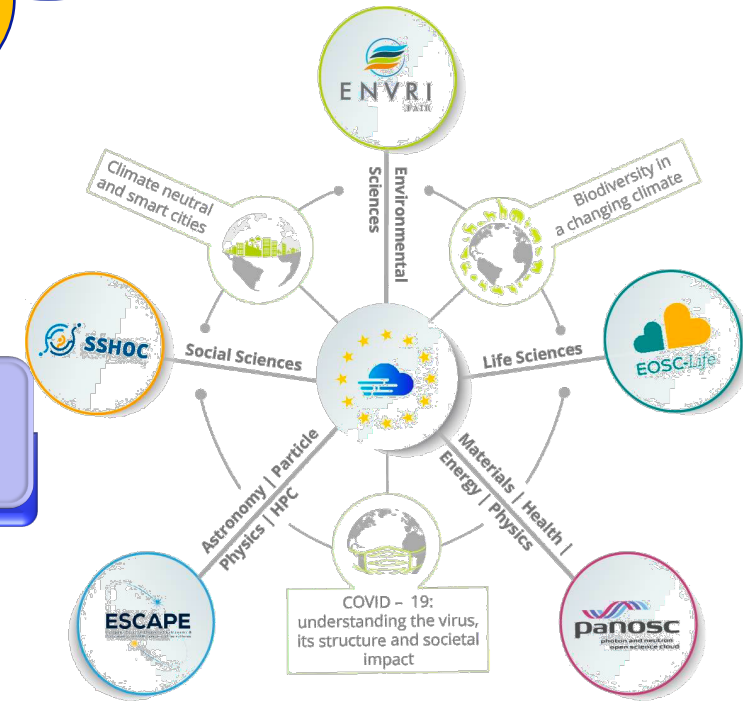 ENVRI
FAIR
Climate neutral
and smart cities
Environmental
Sciences
Biodiversity in
a changing climate
SSHOC
Social Sciences
Life Sciences
EOSC-Life
Astronomy | Particle
Physics | HPC
Materials | Health |
Energy | Physics
ESCAPE
COVID – 19:
understanding the virus,
its structure and societal
impact
panosc
photon and neutron
open science cloud